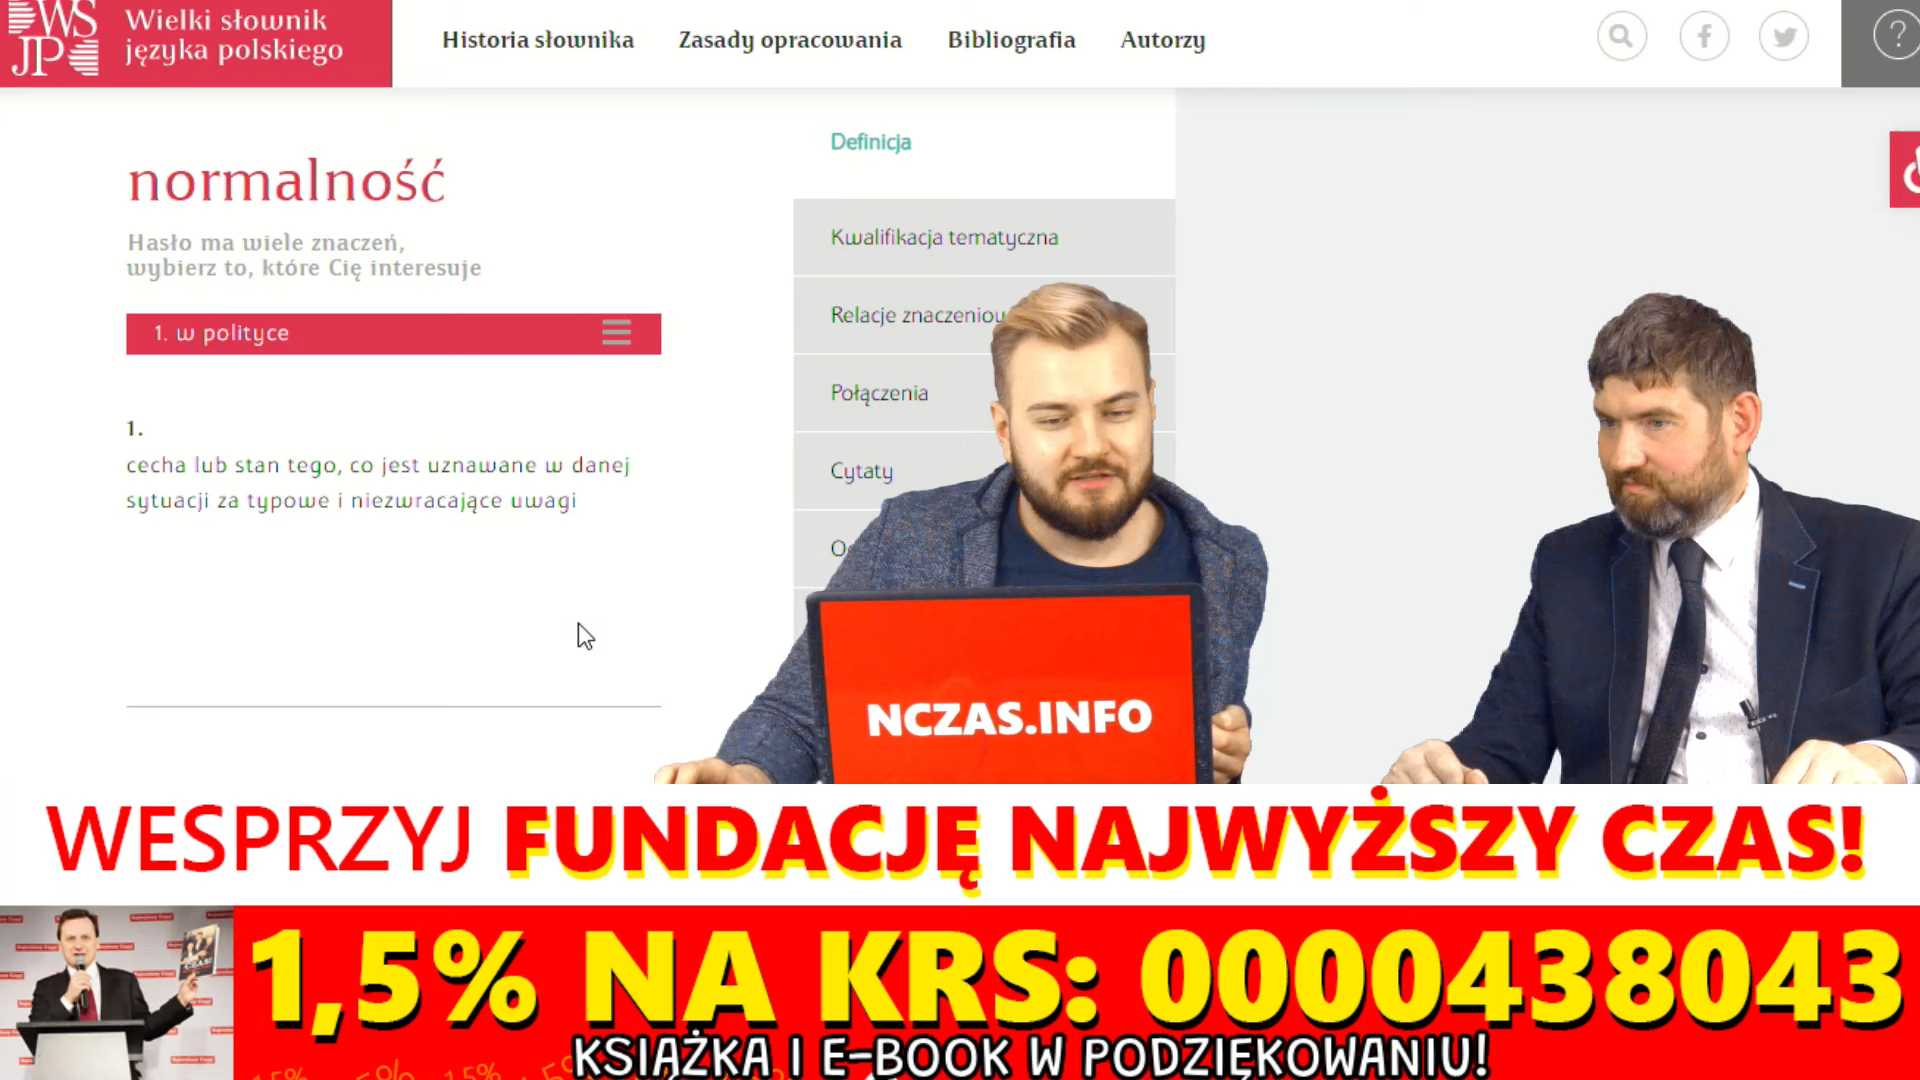 WSJP
Wielki słownik
języka polskiego
Historia słownika
Zasady opracowania
Bibliografia
Autorzy
?
normalność
Hasło ma wiele znaczeń,
wybierz to, które Cię interesuje
1. w polityce
1.
cecha lub stan tego, co jest uznawane w danej
sytuacji za typowe i niezwracające uwagi
Definicja
Kwalifikacja tematyczna
Relacje znaczeniow
Połączenia
Cytaty
NCZAS.INFO
WESPRZYJ FUNDACJĘ NAJWYŻSZY CZAS!
1,5% NA KRS: 0000438043
KSIĄŻKA I E-BOOK W PODZIĘKOWANIU!